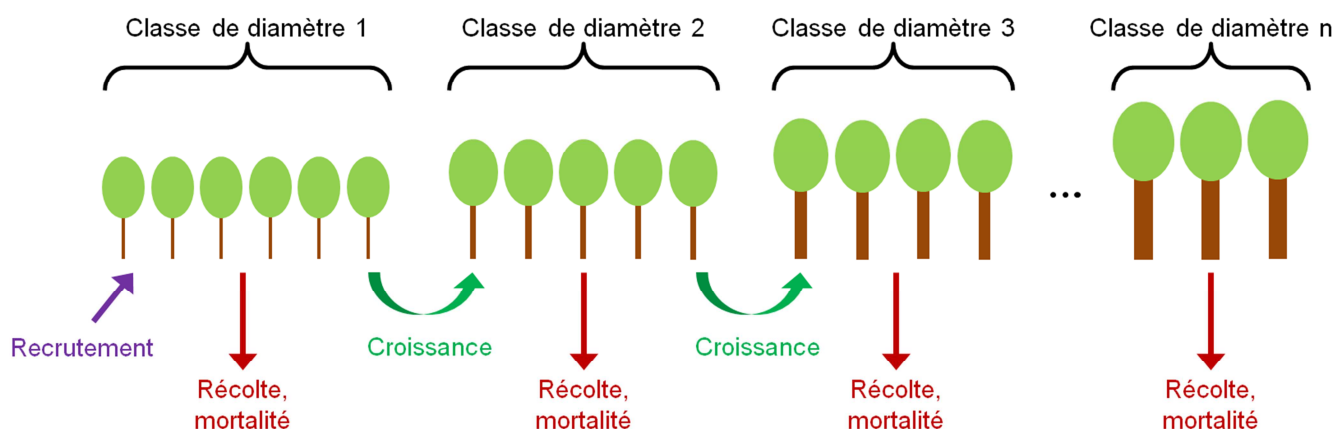 Classe de diamètre 1
Classe de diamètre 2
Classe de diamètre 3
Classe de diamètre n
...
Recrutement
Croissance
Croissance
Récolte,
mortalité
Récolte,
mortalité
Récolte,
mortalité
Récolte,
mortalité